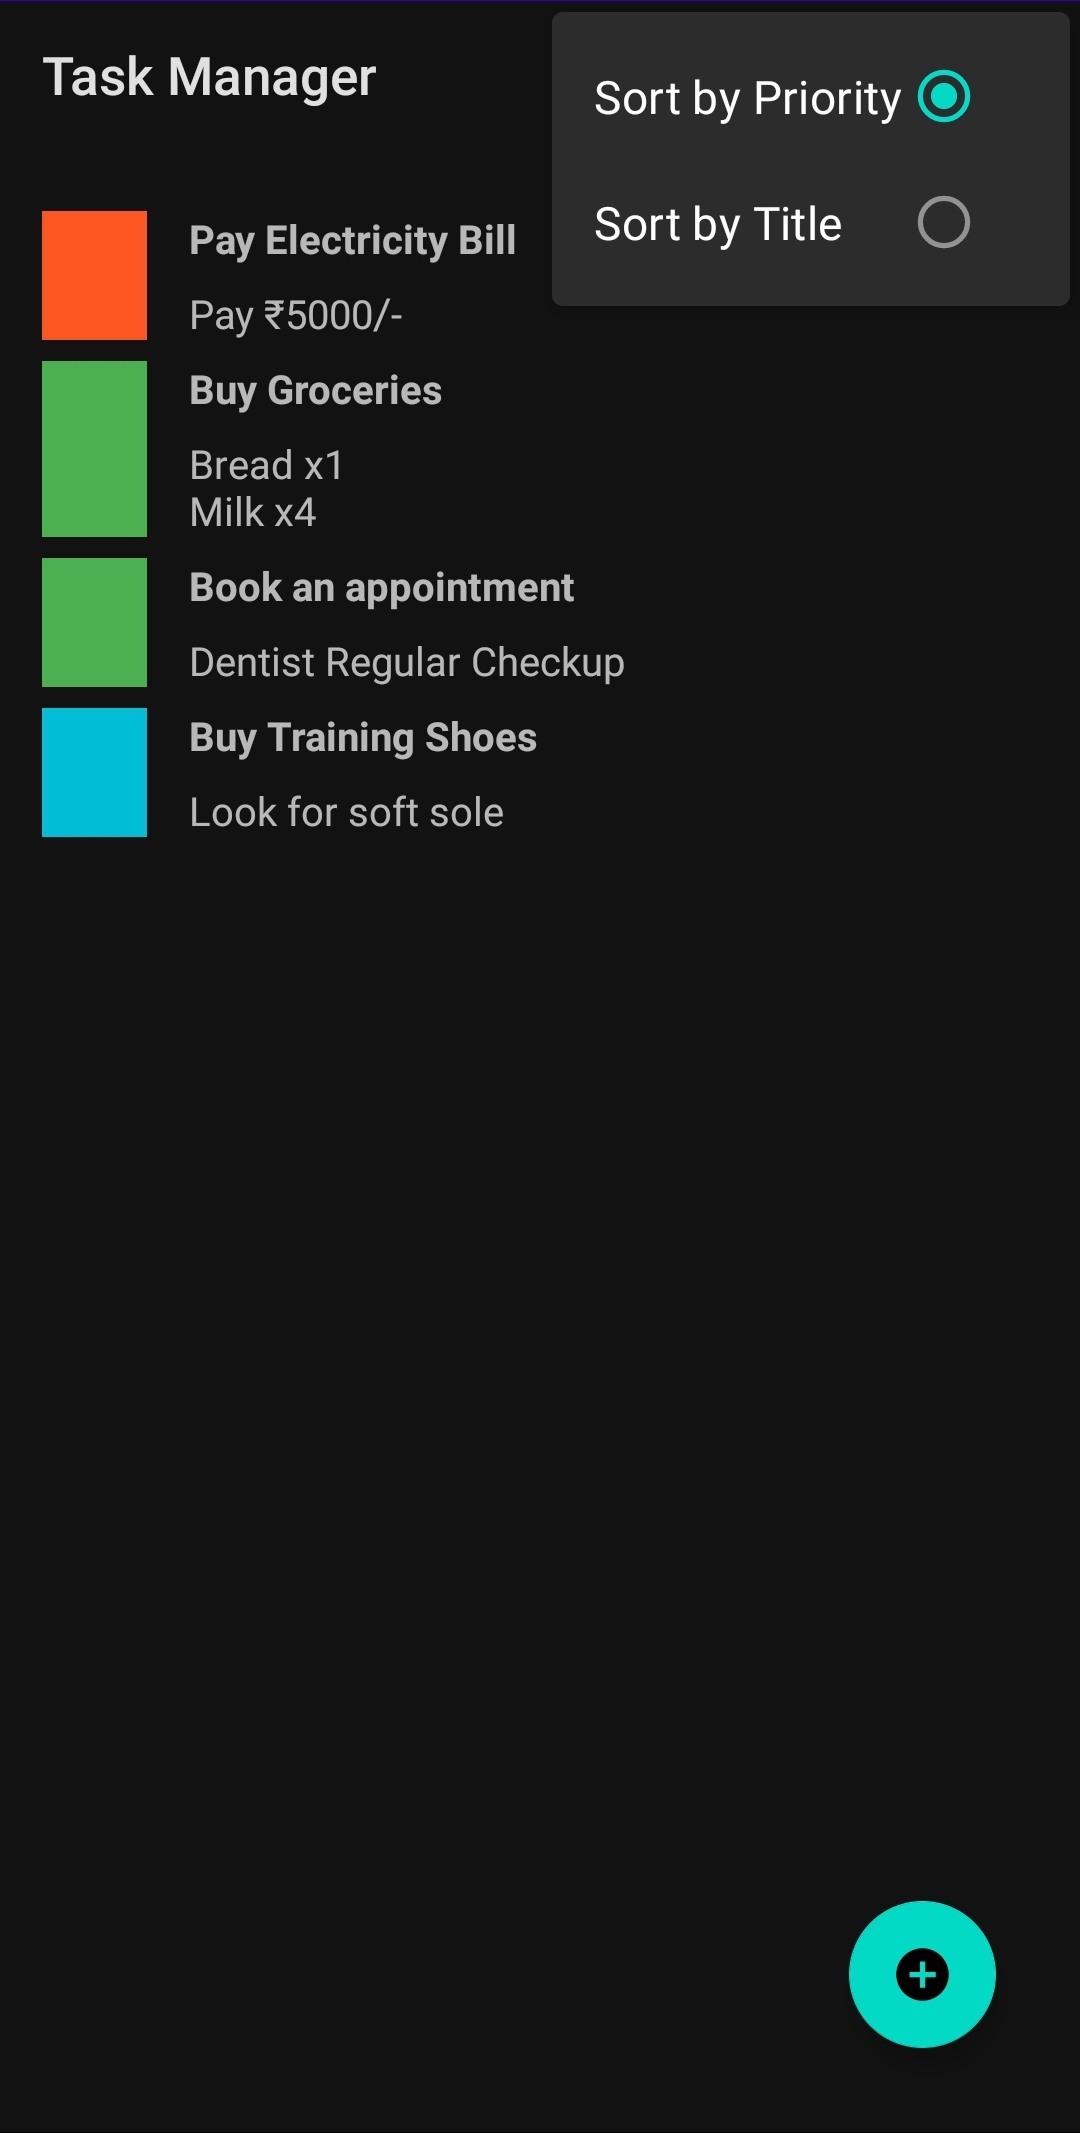 Task Manager
Sort by Priority
Sort by Title
Pay Electricity Bill
Pay ₹5000/-
Buy Groceries
Bread x1
Milk x4
Book an appointment
Dentist Regular Checkup
Buy Training Shoes
Look for soft sole